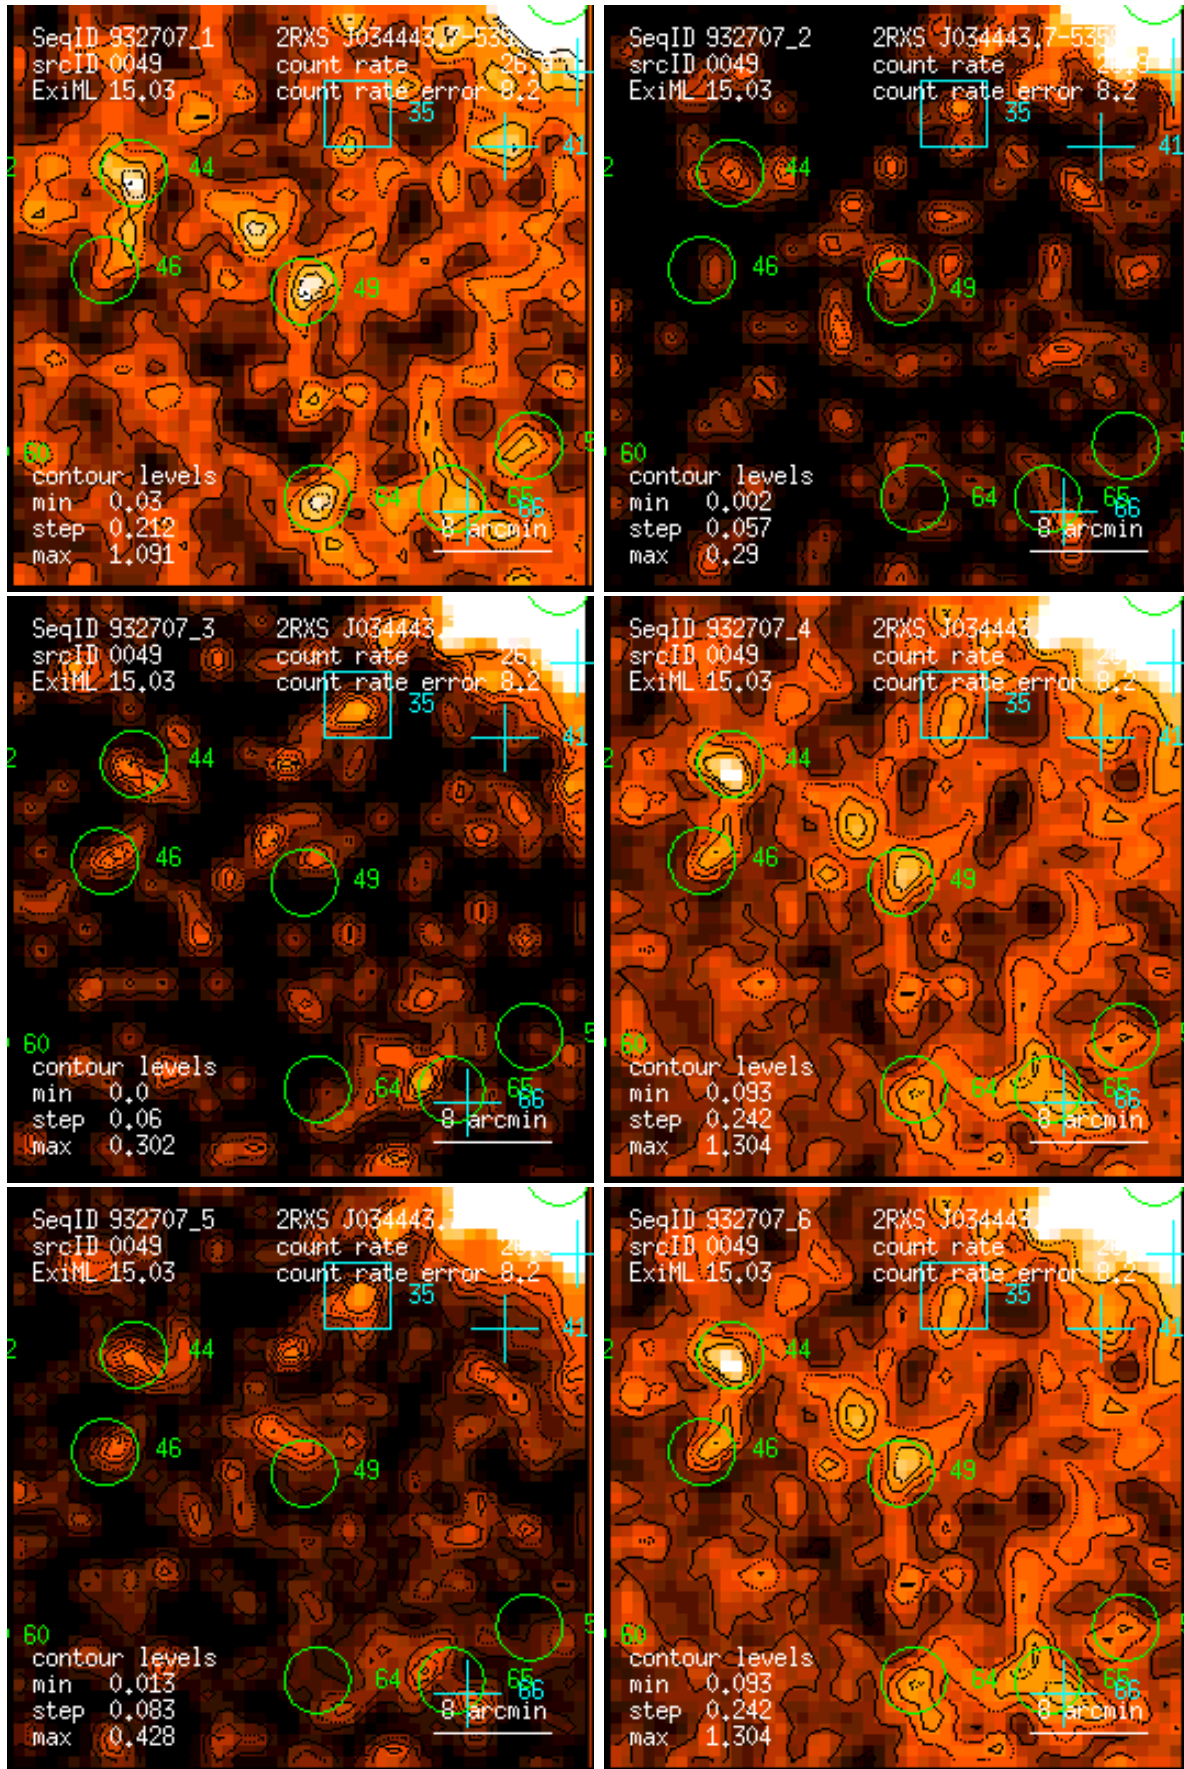 SeqID 932707_1 2RXS J034443.7-535
srcID 0049 count rate 26.
ExiML 15.03 count rate error 8.2
35
41
44
46
49
60
64
65
66
contour levels
min 0.03
step 0.212
max 1.091
8 arcmin
SeqID 932707_2 2RXS J034443.7-535
srcID 0049 count rate
ExiML 15.03 count rate error 8.2
35
41
44
46
49
60
64
65
66
contour levels
min 0.002
step 0.057
max 0.29
8 arcmin
SeqID 932707_3 2RXS J034443.
srcID 0049 count rate 26.
ExiML 15.03 count rate error 8.2
35
41
44
46
49
60
64
65
66
contour levels
min 0.0
step 0.06
max 0.302
8 arcmin
SeqID 932707_4 2RXS J034443.
srcID 0049 count rate
ExiML 15.03 count rate error 8.2
35
41
44
46
49
60
64
65
66
contour levels
min 0.093
step 0.242
max 1.304
8 arcmin
SeqID 932707_5 2RXS J034443.
srcID 0049 count rate
ExiML 15.03 count rate error 8.2
35
41
44
46
49
60
64
65
66
contour levels
min 0.013
step 0.083
max 0.428
8 arcmin
SeqID 932707_6 2RXS J034443.
srcID 0049 count rate
ExiML 15.03 count rate error 8.2
35
41
44
46
49
60
64
65
66
contour levels
min 0.093
step 0.242
max 1.304
8 arcmin